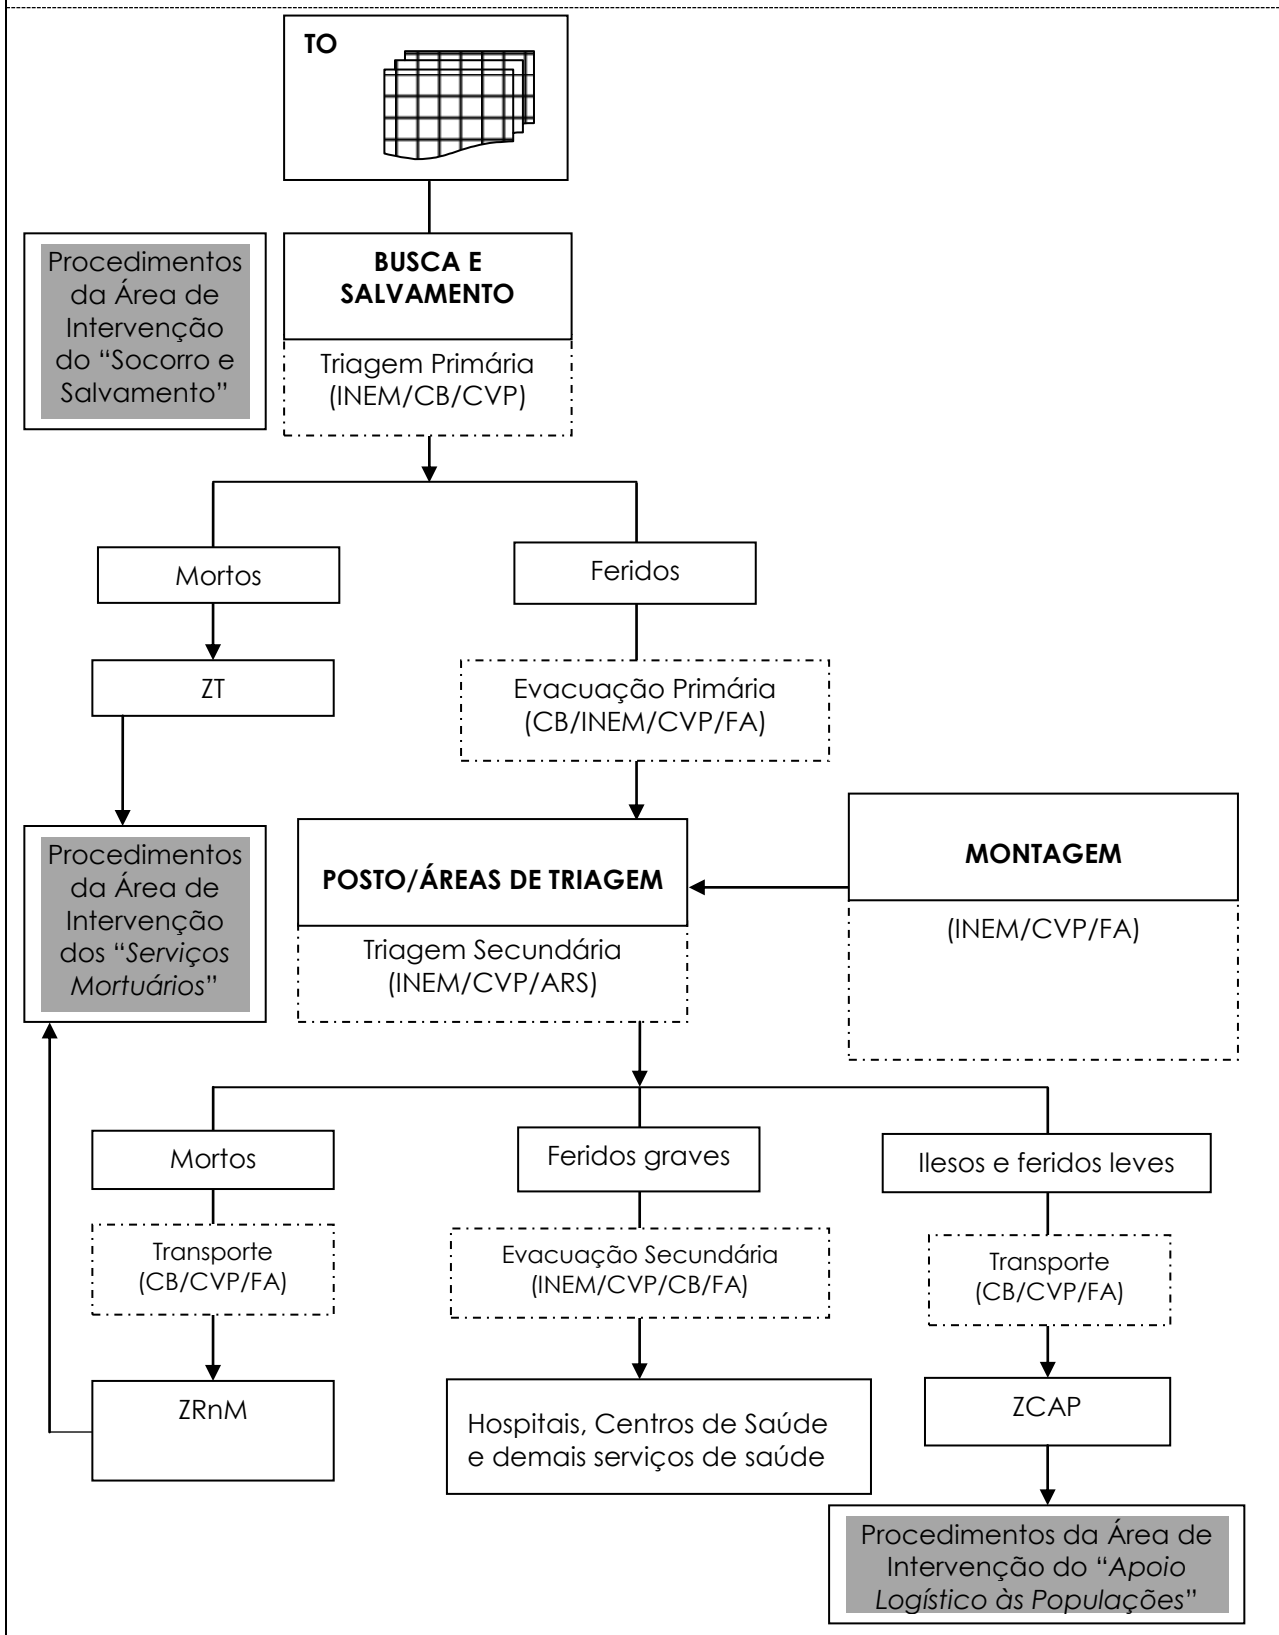 TO
Procedimentos
da Área de
Intervenção
do “Socorro e
Salvamento”
BUSCA E
SALVAMENTO
Triagem Primária
(INEM/CB/CVP)
Mortos
Feridos
ZT
Evacuação Primária
(CB/INEM/CVP/FA)
Procedimentos
da Área de
Intervenção
dos “Serviços
Mortuários”
POSTO/ÁREAS DE TRIAGEM
Triagem Secundária
(INEM/CVP/ARS)
MONTAGEM
(INEM/CVP/FA)
Mortos
Feridos graves
Ilesos e feridos leves
Transporte
(CB/CVP/FA)
Evacuação Secundária
(INEM/CVP/CB/FA)
Transporte
(CB/CVP/FA)
ZRnM
Hospitais, Centros de Saúde
e demais serviços de saúde
ZCAP
Procedimentos da Área de
Intervenção do “Apoio
Logístico às Populações”